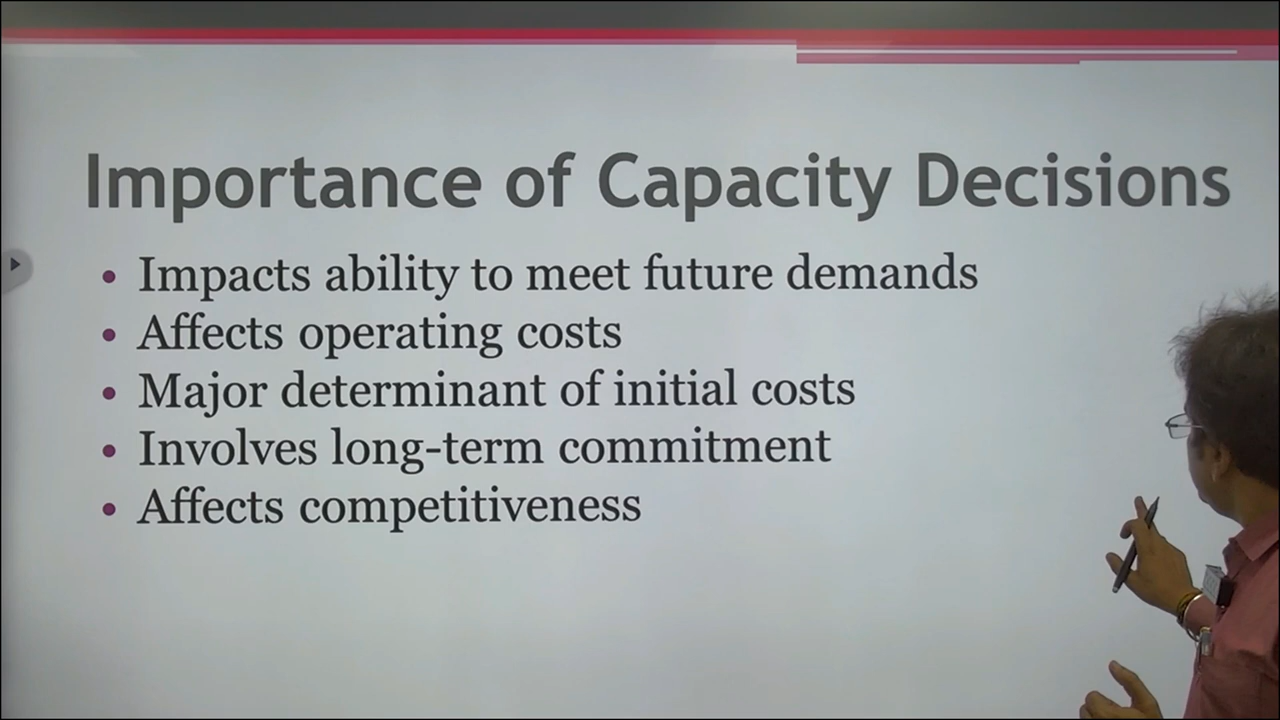 Importance of Capacity Decisions
• Impacts ability to meet future demands
• Affects operating costs
• Major determinant of initial costs
• Involves long-term commitment
• Affects competitiveness